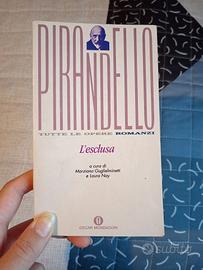 PIRANDELLO
TUTTE LE OPERE ROMANZI
L'esclusa
a cura di
Marziano Guglielminetti
e Laura Nay
OSCAR MONDADORI
subito